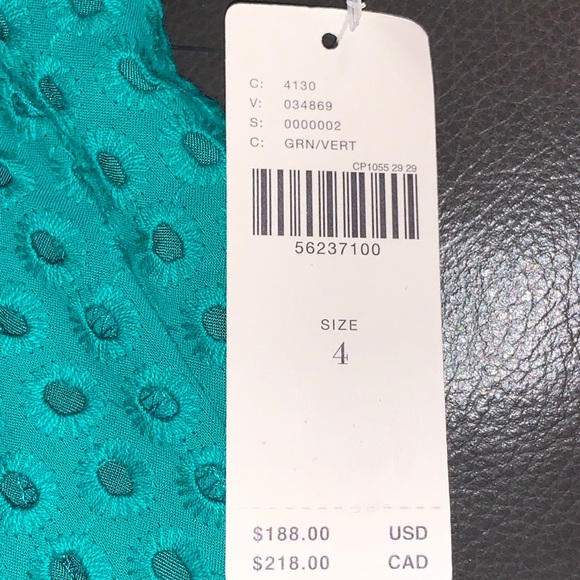 C: 4130
V: 034869
S: 0000002
C: GRN/VERT
CP1055 29 29
56237100
SIZE
4
$188.00 USD
$218.00 CAD